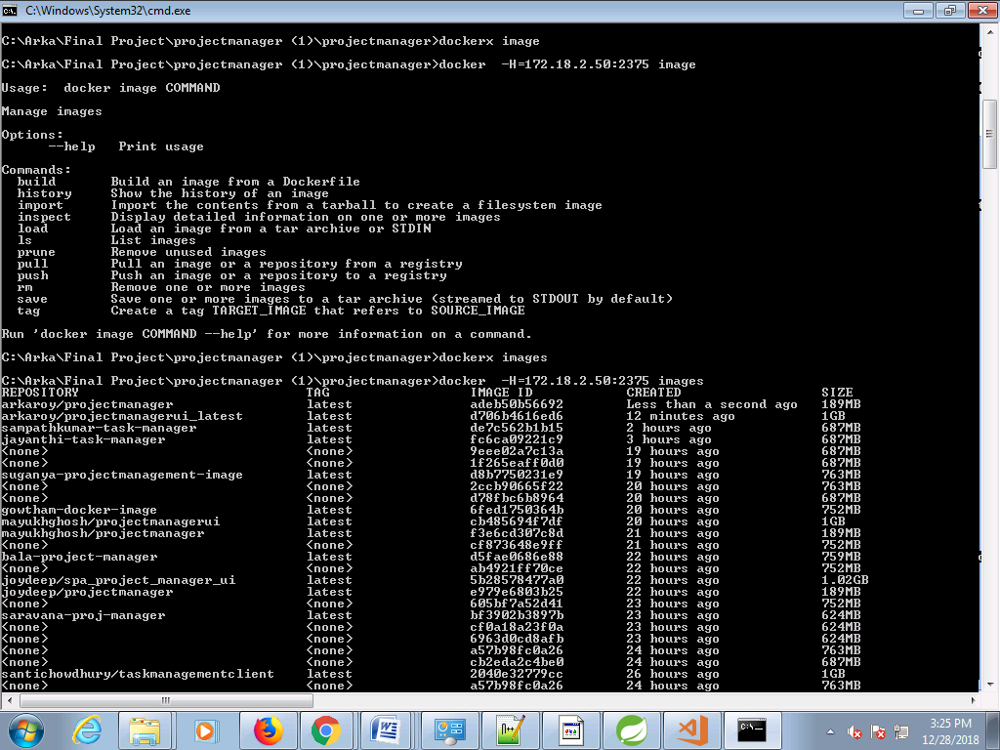 C:\Windows\System32\cmd.exe
C:\Arka\Final Project\projectmanager (1)\projectmanager>dockerx image
C:\Arka\Final Project\projectmanager (1)\projectmanager>docker  -H=172.18.2.50:2375 image
Usage:  docker image COMMAND
Manage images
Options:
      --help   Print usage
Commands:
  build       Build an image from a Dockerfile
  history     Show the history of an image
  import      Import the contents from a tarball to create a filesystem image
  inspect     Display detailed information on one or more images
  load        Load an image from a tar archive or STDIN
  ls          List images
  prune       Remove unused images
  pull        Pull an image or a repository from a registry
  push        Push an image or a repository to a registry
  rm          Remove one or more images
  save        Save one or more images to a tar archive (streamed to STDOUT by default)
  tag         Create a tag TARGET_IMAGE that refers to SOURCE_IMAGE
Run 'docker image COMMAND --help' for more information on a command.
C:\Arka\Final Project\projectmanager (1)\projectmanager>dockerx images
C:\Arka\Final Project\projectmanager (1)\projectmanager>docker  -H=172.18.2.50:2375 images
REPOSITORY                             TAG                  IMAGE ID            CREATED                  SIZE
arkaroy/projectmanager                 latest               adeb50b56692        Less than a second ago   189MB
arkaroy/projectmanagerui_latest        latest               d706b4616ed6        12 minutes ago           1GB
sampathkumar-task-manager              latest               de7c562b1b15        2 hours ago              687MB
jayanthi-task-manager                  latest               fc6ca09221c9        3 hours ago              687MB
<none>                                 <none>               9eee02a7c13a        19 hours ago             687MB
<none>                                 <none>               1f265eaff0d0        19 hours ago             687MB
suganya-projectmanagement-image        latest               d8b7750231e9        19 hours ago             763MB
<none>                                 <none>               2ccb90665f22        20 hours ago             763MB
<none>                                 <none>               d78fbc6b8964        20 hours ago             687MB
gowtham-docker-image                   latest               6fed1750364b        20 hours ago             752MB
mayukhghosh/projectmanagerui           latest               cb485694f7df        20 hours ago             1GB
mayukhghosh/projectmanager             latest               f3e6cd307c8d        21 hours ago             189MB
<none>                                 <none>               cf873648e9ff        21 hours ago             752MB
bala-project-manager                   latest               d5fae0686e88        22 hours ago             759MB
<none>                                 <none>               ab4921ff70ce        22 hours ago             752MB
joydeep/spa_project_manager_ui         latest               5b28578477a0        22 hours ago             1.02GB
joydeep/projectmanager                 latest               e979e6803b25        22 hours ago             189MB
<none>                                 <none>               605bf7a52d41        23 hours ago             752MB
saravana-proj-manager                  latest               bf3902b3897b        23 hours ago             624MB
<none>                                 <none>               cf0a18a23f0a        23 hours ago             624MB
<none>                                 <none>               6963d0cd8afb        23 hours ago             624MB
<none>                                 <none>               a57b98fc0a26        24 hours ago             763MB
<none>                                 <none>               cb2eda2c4be0        24 hours ago             687MB
santichowdhury/taskmanagementclient    latest               2040e32779cc        26 hours ago             1GB
<none>                                 <none>               a57b98fc0a26        24 hours ago             763MB
3:25 PM
12/28/2018